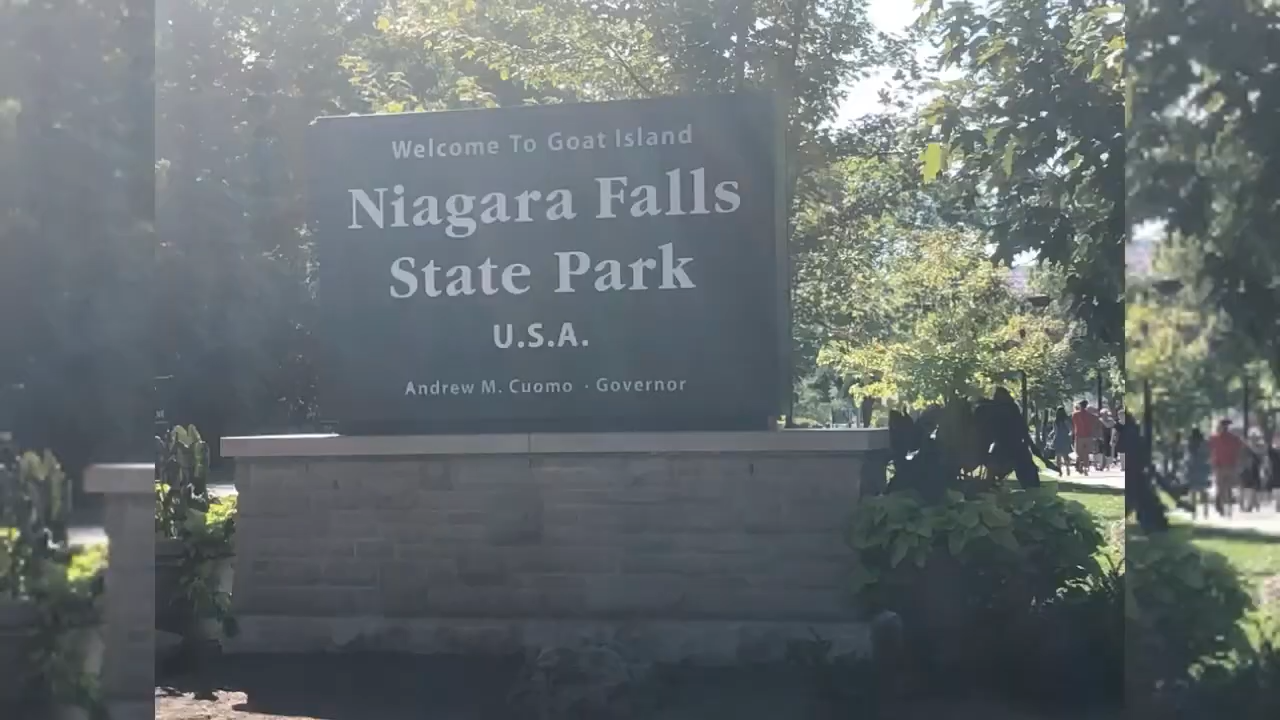 Welcome To Goat Island
Niagara Falls
State Park
U.S.A.
Andrew M. Cuomo · Governor